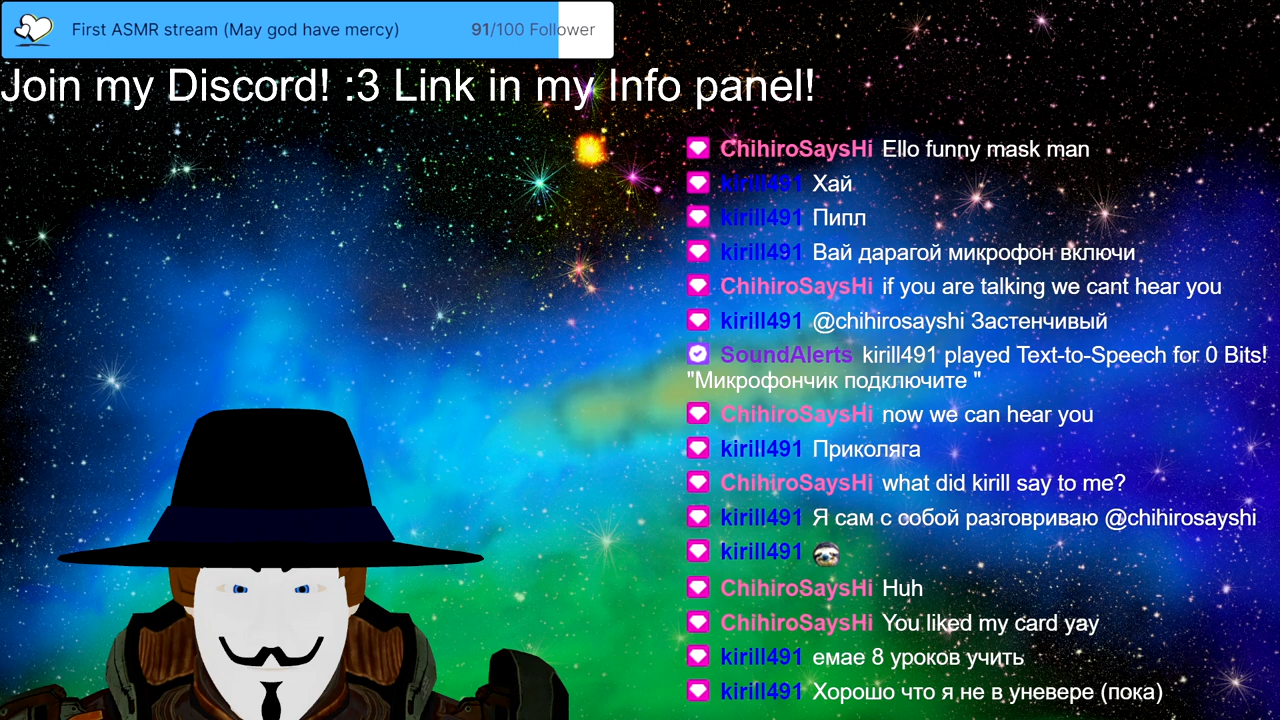 First ASMR stream (May god have mercy) 91/100 Follower
Join my Discord! :3 Link in my Info panel!
ChihiroSaysHi Ello funny mask man
kirill491 Хай
kirill491 Пипл
kirill491 Вай дарагой микрофон включи
ChihiroSaysHi if you are talking we cant hear you
kirill491 @chihirosayshi Застенчивый
SoundAlerts kirill491 played Text-to-Speech for 0 Bits!
"Микрофончик подключите "
ChihiroSaysHi now we can hear you
kirill491 Приколяга
ChihiroSaysHi what did kirill say to me?
kirill491 Я сам с собой разговриваю @chihirosayshi
kirill491
ChihiroSaysHi Huh
ChihiroSaysHi You liked my card yay
kirill491 емае 8 уроков учить
kirill491 Хорошо что я не в уневере (пока)